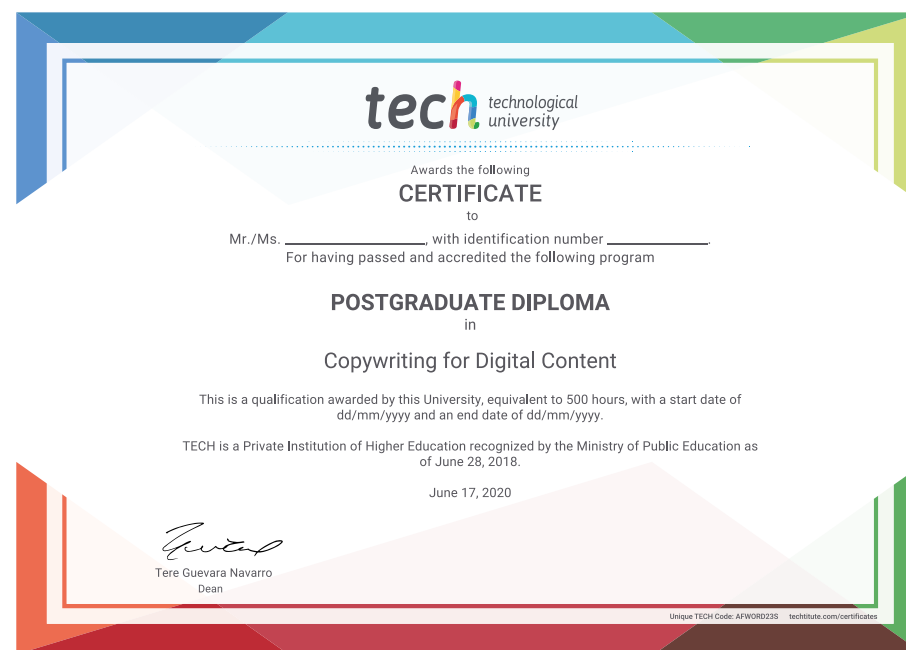 tech technological
university
Awards the following
CERTIFICATE
to
Mr./Ms. ____________________, with identification number ______________.
For having passed and accredited the following program
POSTGRADUATE DIPLOMA
in
Copywriting for Digital Content
This is a qualification awarded by this University, equivalent to 500 hours, with a start date of
dd/mm/yyyy and an end date of dd/mm/yyyy.
TECH is a Private Institution of Higher Education recognized by the Ministry of Public Education as
of June 28, 2018.
June 17, 2020
Tere Guevara Navarro
Dean
Unique TECH Code: AFWORD23S techtitute.com/certificates